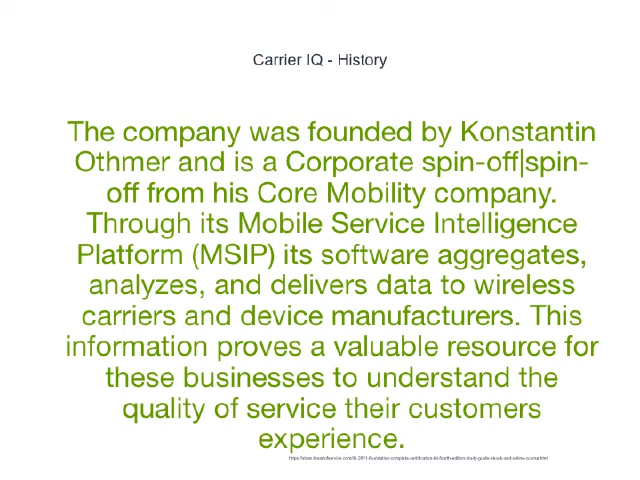 Carrier IQ - History
The company was founded by Konstantin
Othmer and is a Corporate spin-off|spin-
off from his Core Mobility company.
Through its Mobile Service Intelligence
Platform (MSIP) its software aggregates,
analyzes, and delivers data to wireless
carriers and device manufacturers. This
information proves a valuable resource for
these businesses to understand the
quality of service their customers
experience.